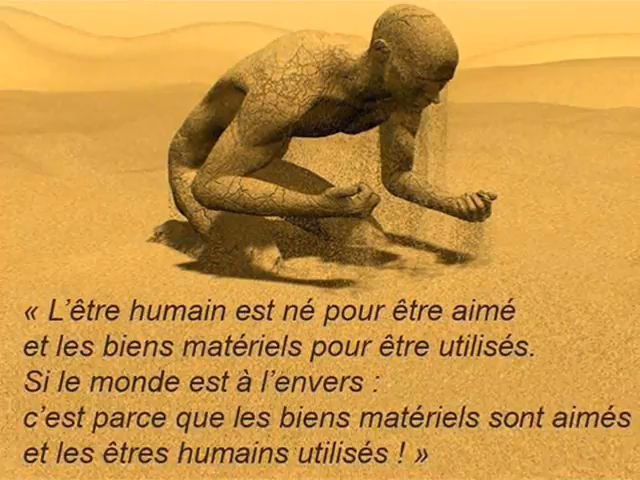 « L’être humain est né pour être aimé
et les biens matériels pour être utilisés.
Si le monde est à l’envers :
c’est parce que les biens matériels sont aimés
et les êtres humains utilisés ! »